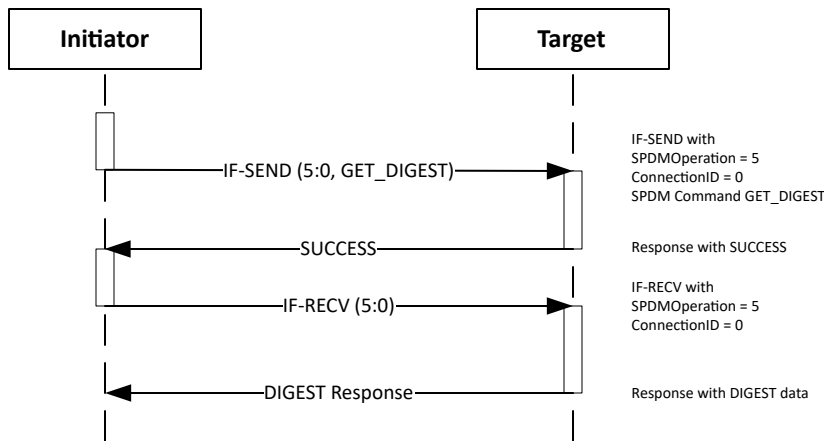 Initiator
Target
IF-SEND (5:0, GET_DIGEST)
IF-SEND with
SPDMOperation = 5
ConnectionID = 0
SPDM Command GET_DIGEST
SUCCESS
Response with SUCCESS
IF-RECV (5:0)
IF-RECV with
SPDMOperation = 5
ConnectionID = 0
DIGEST Response
Response with DIGEST data